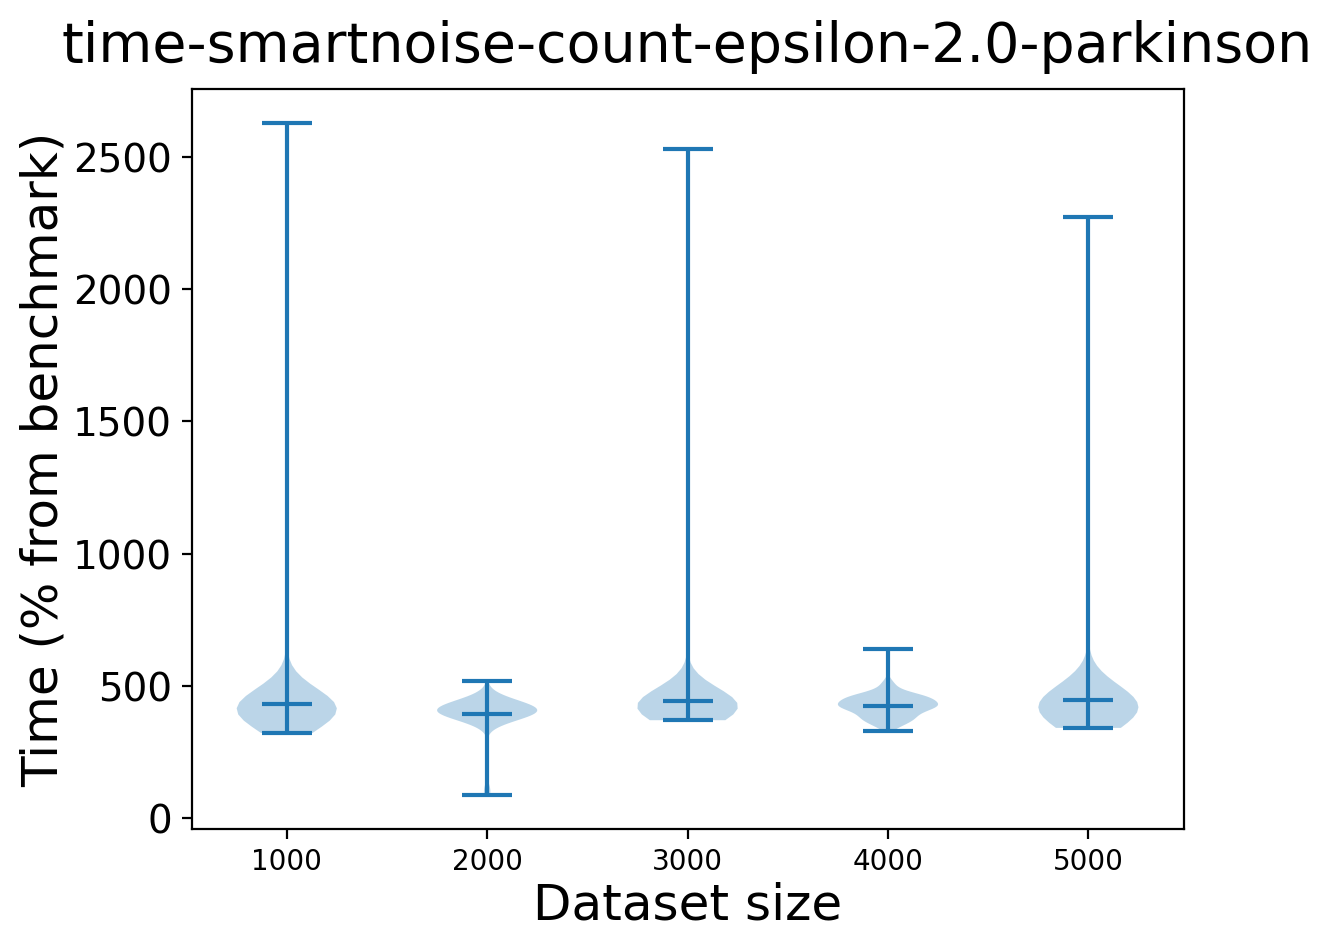 time-smartnoise-count-epsilon-2.0-parkinson
Time (% from benchmark)
2500
2000
1500
1000
500
0
1000 2000 3000 4000 5000
Dataset size